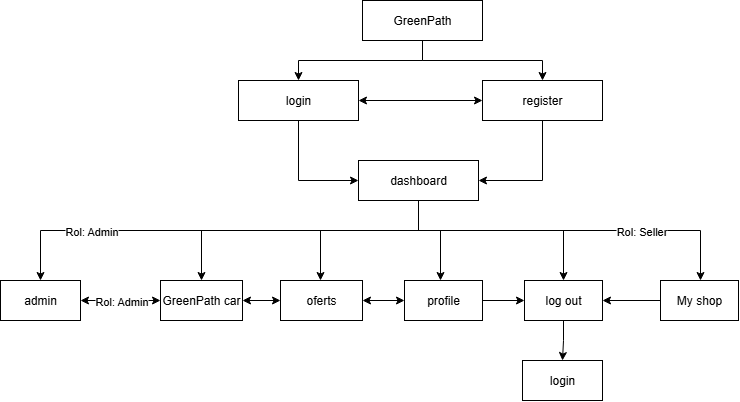 GreenPath
login
register
dashboard
Rol: Admin
Rol: Seller
admin
Rol: Admin
GreenPath car
oferts
profile
log out
My shop
login